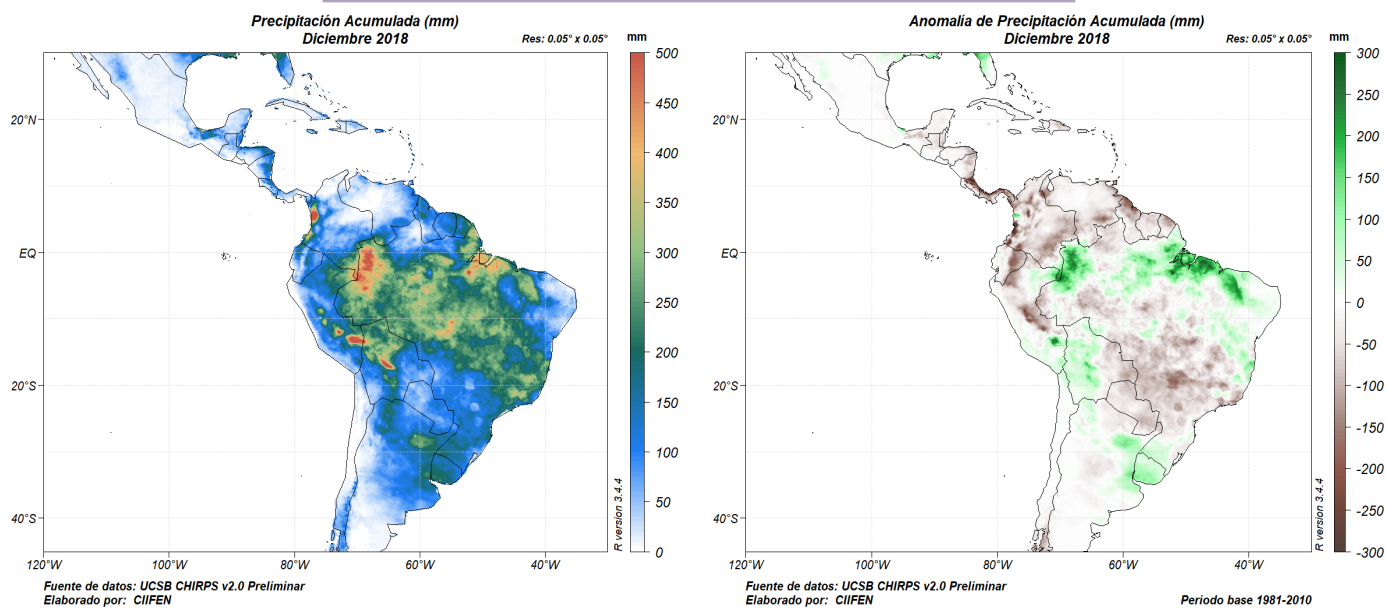 Precipitación Acumulada (mm)
Diciembre 2018
Res: 0.05° x 0.05°
mm
500
450
400
350
300
250
200
150
100
50
0
20°N
EQ
20°S
40°S
120°W
100°W
80°W
60°W
40°W
R version 3.4.4
Fuente de datos: UCSB CHIRPS v2.0 Preliminar
Elaborado por: CIIFEN
Anomalía de Precipitación Acumulada (mm)
Diciembre 2018
Res: 0.05° x 0.05°
mm
300
250
200
150
100
50
0
-50
-100
-150
-200
-250
-300
20°N
EQ
20°S
40°S
120°W
100°W
80°W
60°W
40°W
R version 3.4.4
Fuente de datos: UCSB CHIRPS v2.0 Preliminar
Elaborado por: CIIFEN
Periodo base 1981-2010